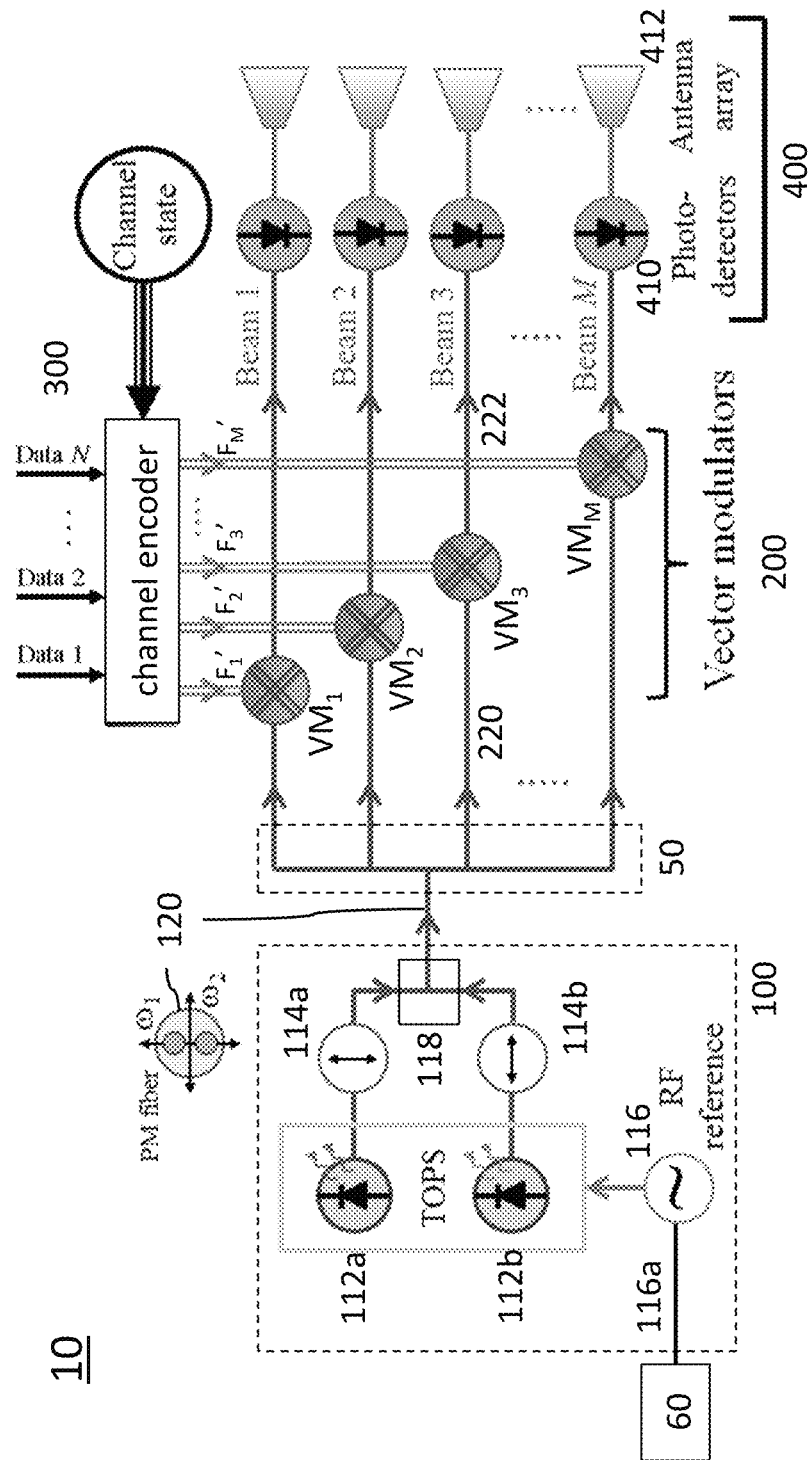 10
60
116a
116
RF
reference
100
112a
112b
TOPS
114a
114b
118
PM fiber
ω1
ω2
120
50
Data 1
Data 2
. . .
Data N
channel encoder
300
Channel
state
F1′
F2′
F3′
.....
FM′
VM1
VM2
VM3
VMM
220
222
.....
Vector modulators
200
Beam 1
Beam 2
Beam 3
.....
Beam M
410
Photo-
detectors
412
Antenna
array
.....
400